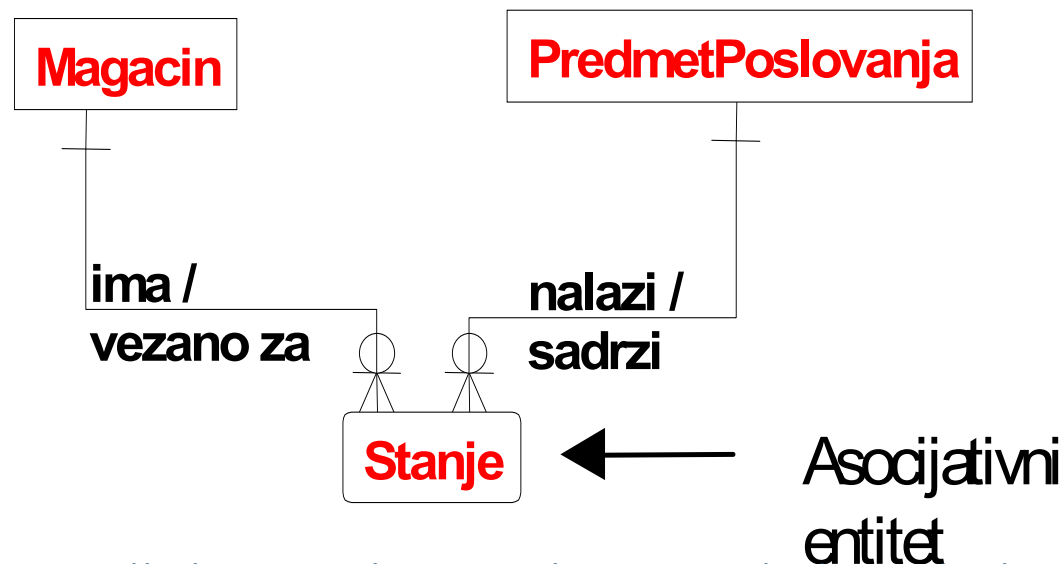 Magacin
PredmetPoslovanja
ima /
vezano za
nalazi /
sadrzi
Stanje
Asocijativni
entitet